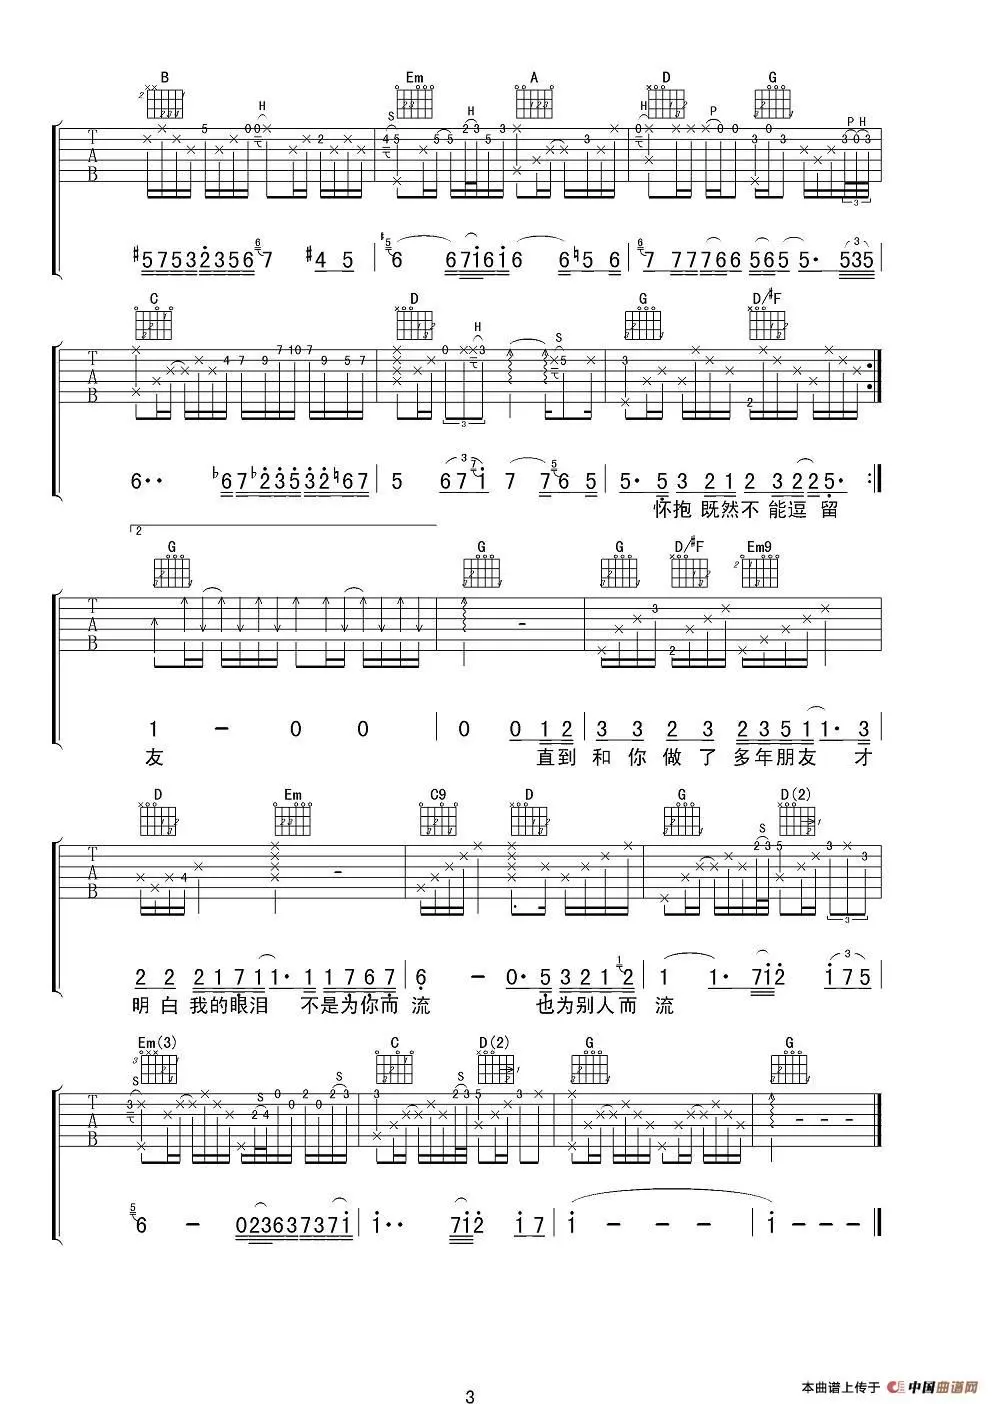 B Em A D G
H S H H P P H
T A B
#5 7 5 3 2 3 5 6 7 #4 5 6 6 7 1 6 1 6 6 ♮5 6 7 7 7 7 6 6 5 6 5 5· 5 3 5
C D G D/#F
H S
T A B
6·· ♭6 7 ♭2 3 5 3 2 ♮6 7 5 6 7 1 7 7 6 5 5· 5 3 2 1 2 3 2 2 5· :
怀抱 既然不 能逗 留
2
G G G D/#F Em9
T A B
1 - 0 0 0 0 1 2 3 3 2 3 2 3 5 1 1· 3
友 直到 和 你 做 了 多年朋友 才
D Em C9 D G D(2)
S
T A B
2 2 2 1 7 1 1· 1 1 7 6 7 6 - 0· 5 3 2 1 2 1 1· 7 1 2 1 7 5
明白 我的眼泪 不是为你而 流 也为别人而 流
Em(3) C D(2) G G
S S S S
T A B
6 - 0 2 3 6 3 7 3 7 1 1·· 7 1 2 1 7 1 - - - 1 - - -
3
本曲谱上传于 中国曲谱网